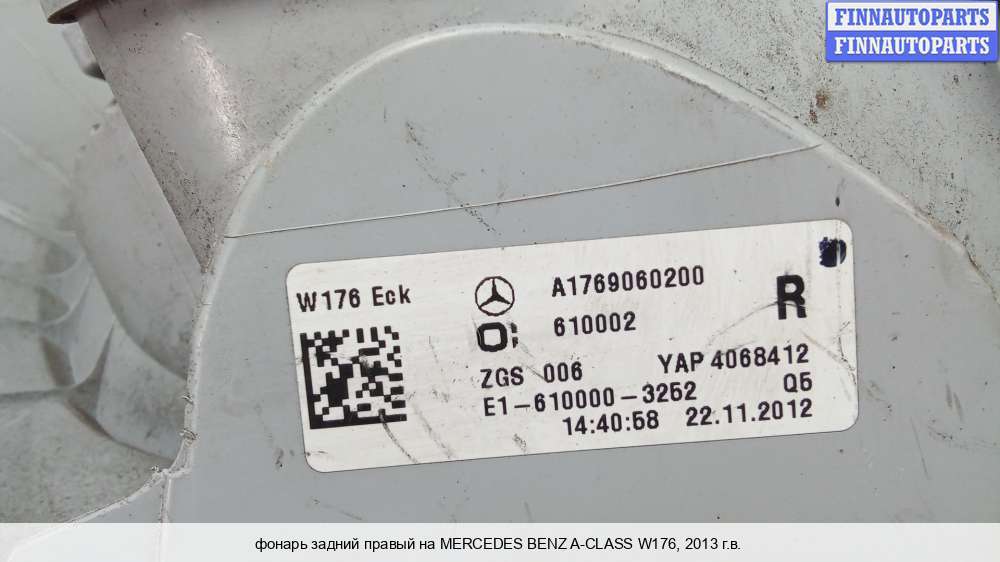 FINNAUTOPARTS
FINNAUTOPARTS
W176 Eck
A1769060200
R
610002
ZGS 006 YAP 4068412
E1-610000-3252 Q5
14:40:58 22.11.2012
фонарь задний правый на MERCEDES BENZ A-CLASS W176, 2013 г.в.